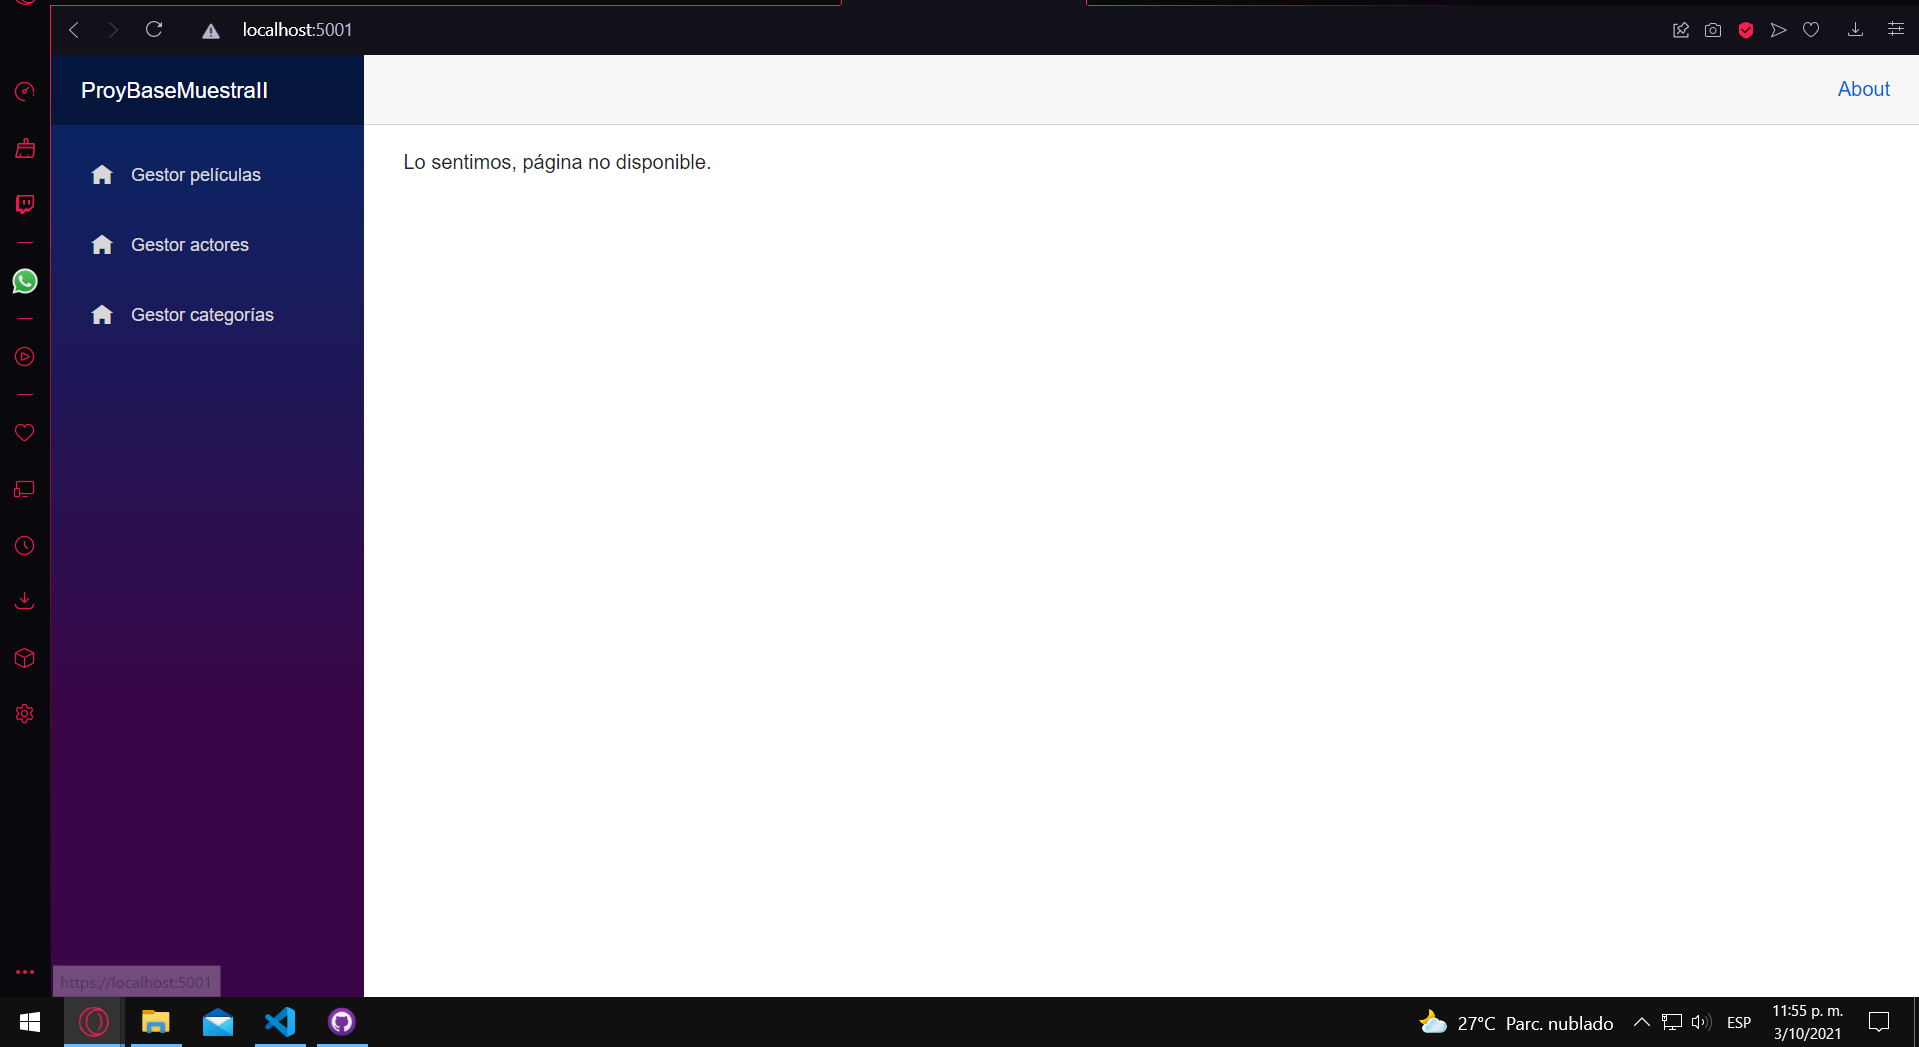 localhost:5001
ProyBaseMuestraII
About
Gestor películas
Gestor actores
Gestor categorías
Lo sentimos, página no disponible.
https://localhost:5001
27°C Parc. nublado
ESP
11:55 p. m.
3/10/2021